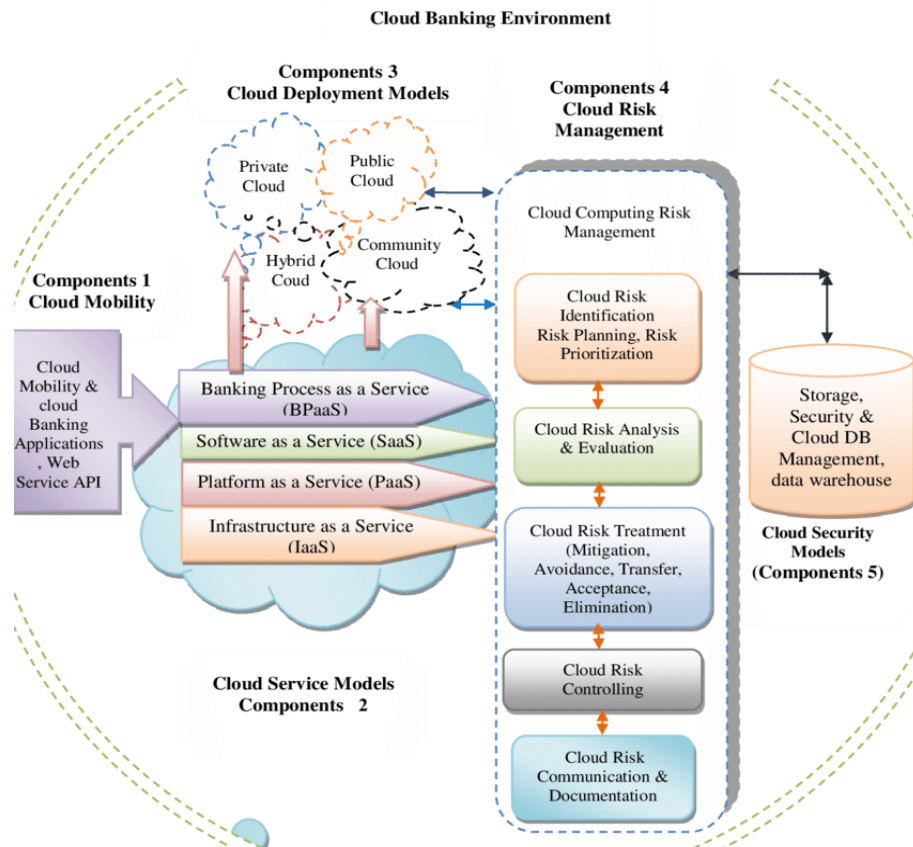 Cloud Banking Environment
Components 3
Cloud Deployment Models
Components 4
Cloud Risk
Management
Private
Cloud
Public
Cloud
Hybrid
Coud
Community
Cloud
Components 1
Cloud Mobility
Cloud
Mobility &
cloud
Banking
Applications
, Web
Service API
Banking Process as a Service
(BPaaS)
Software as a Service (SaaS)
Platform as a Service (PaaS)
Infrastructure as a Service
(IaaS)
Cloud Service Models
Components 2
Cloud Computing Risk
Management
Cloud Risk
Identification
Risk Planning, Risk
Prioritization
Cloud Risk Analysis
& Evaluation
Cloud Risk Treatment
(Mitigation,
Avoidance, Transfer,
Acceptance,
Elimination)
Cloud Risk
Controlling
Cloud Risk
Communication &
Documentation
Storage,
Security &
Cloud DB
Management,
data warehouse
Cloud Security
Models
(Components 5)